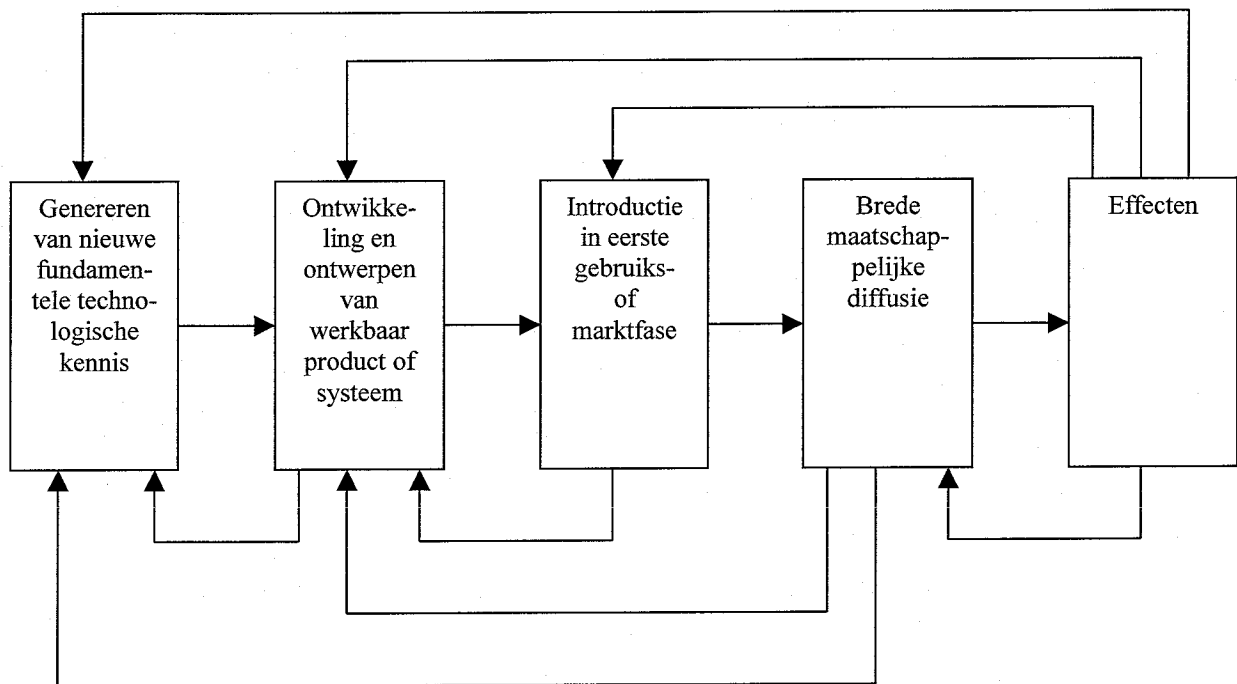 Genereren
van nieuwe
fundamen-
tele techno-
logische
kennis
Ontwikke-
ling en
ontwerpen
van
werkbaar
product of
systeem
Introductie
in eerste
gebruiks-
of
marktfase
Brede
maatschap-
pelijke
diffusie
Effecten